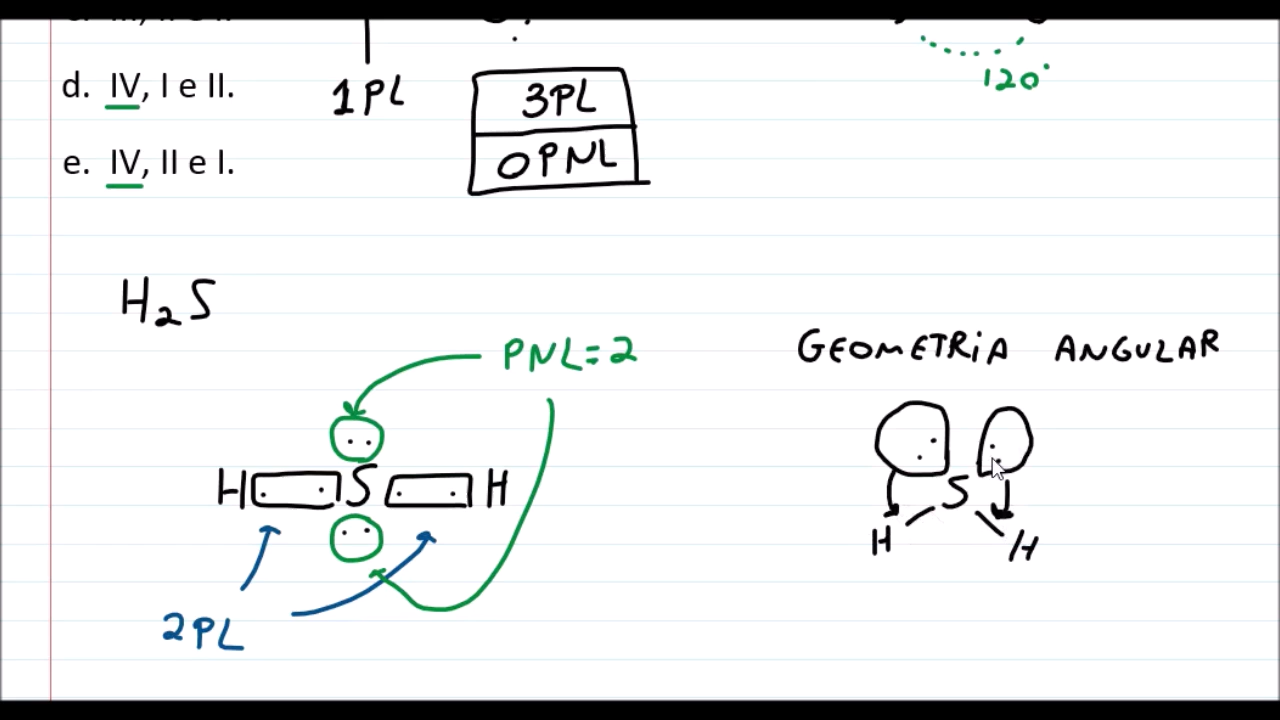 d. IV, I e II.
1PL
3PL
0PNL
120°
e. IV, II e I.
H₂S
PNL=2
GEOMETRIA ANGULAR
H S H
S
H H
2PL